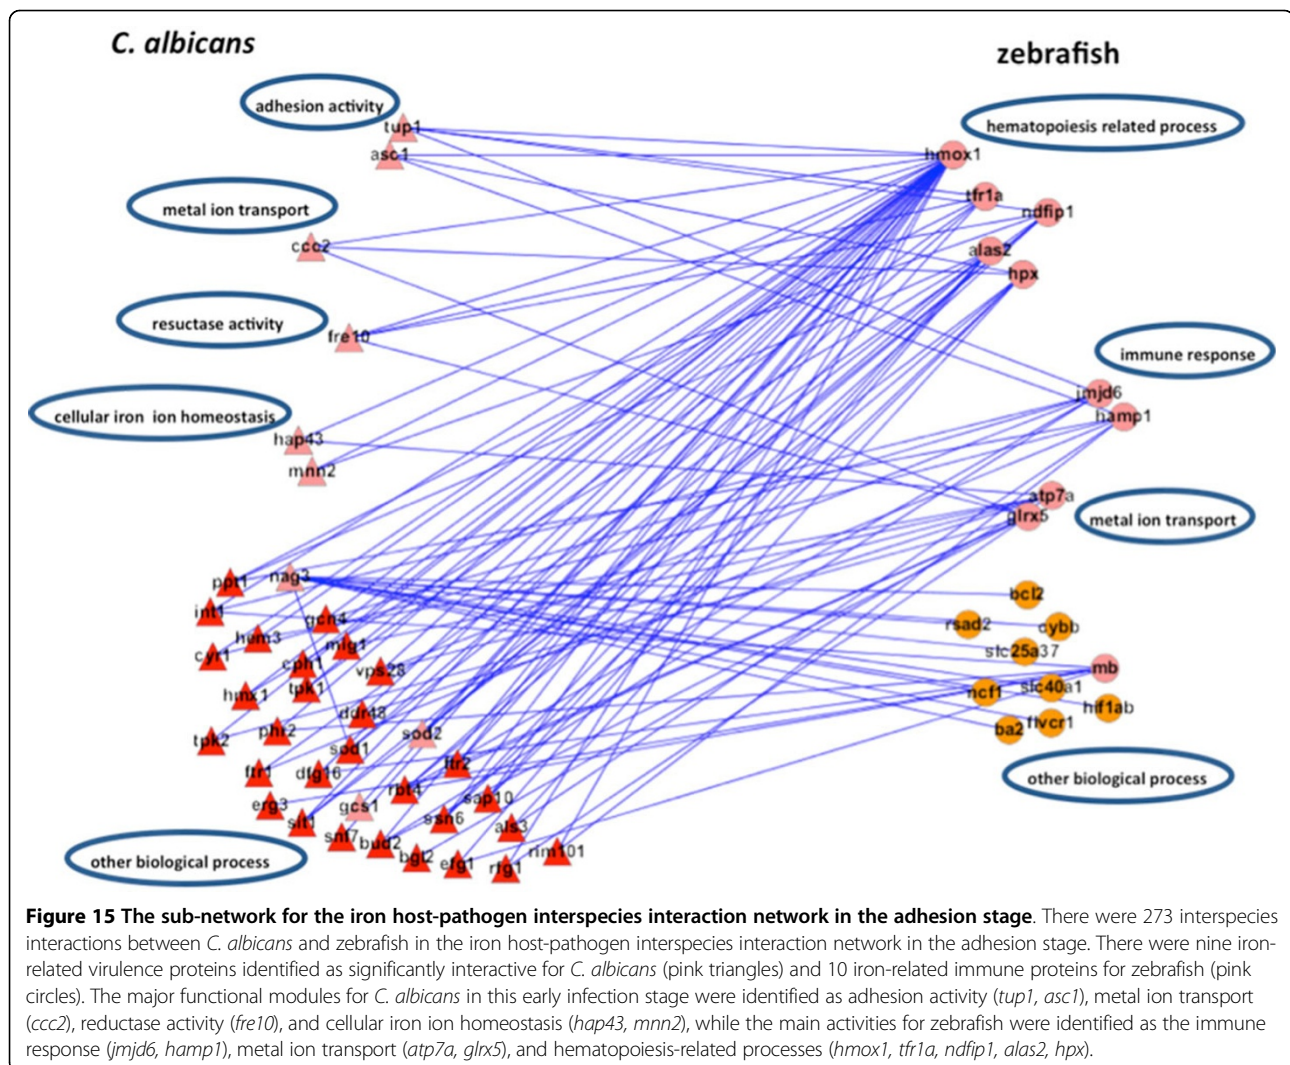 C. albicans
zebrafish
adhesion activity
tup1
asc1
hematopoiesis related process
hmox1
tfr1a
ndfip1
alas2
hpx
metal ion transport
ccc2
resuctase activity
fre10
immune response
jmjd6
hamp1
cellular iron ion homeostasis
hap43
mnn2
atp7a
glrx5
metal ion transport
ppt1
nag3
int1
gcn4
hem3
mig1
cyr1
cph1
vps28
hmx1
tpk1
ddr48
phr2
tpk2
sod1
sod2
ftr1
dfg16
ftr2
rbt4
erg3
gcs1
sap10
slt1
ssn6
als3
snf7
bud2
bgl2
efg1
rfg1
rim101
other biological process
bcl2
rsad2
cybb
slc25a37
mb
ncf1
slc40a1
hif1ab
ba2
flvcr1
other biological process
Figure 15 The sub-network for the iron host-pathogen interspecies interaction network in the adhesion stage. There were 273 interspecies
interactions between C. albicans and zebrafish in the iron host-pathogen interspecies interaction network in the adhesion stage. There were nine iron-
related virulence proteins identified as significantly interactive for C. albicans (pink triangles) and 10 iron-related immune proteins for zebrafish (pink
circles). The major functional modules for C. albicans in this early infection stage were identified as adhesion activity (tup1, asc1), metal ion transport
(ccc2), reductase activity (fre10), and cellular iron ion homeostasis (hap43, mnn2), while the main activities for zebrafish were identified as the immune
response (jmjd6, hamp1), metal ion transport (atp7a, glrx5), and hematopoiesis-related processes (hmox1, tfr1a, ndfip1, alas2, hpx).